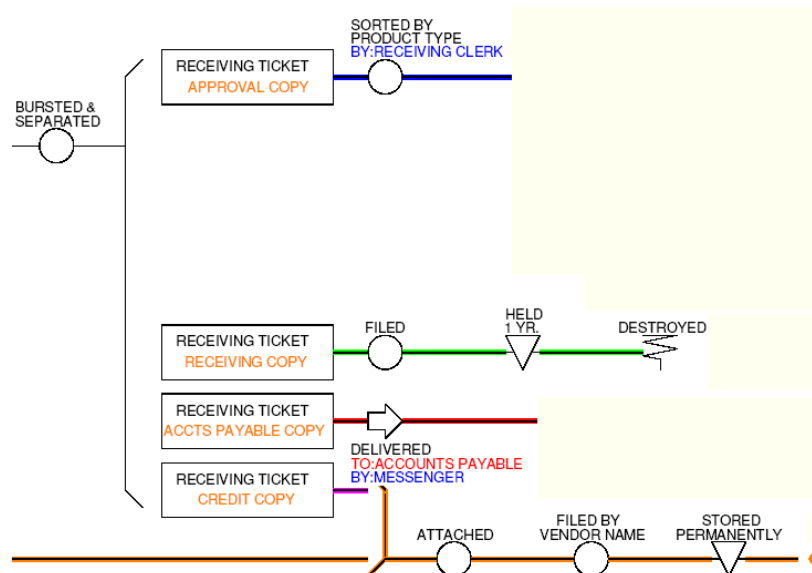 BURSTED &
SEPARATED
RECEIVING TICKET
APPROVAL COPY
SORTED BY
PRODUCT TYPE
BY:RECEIVING CLERK
RECEIVING TICKET
RECEIVING COPY
FILED
HELD
1 YR.
DESTROYED
RECEIVING TICKET
ACCTS PAYABLE COPY
DELIVERED
TO:ACCOUNTS PAYABLE
BY:MESSENGER
RECEIVING TICKET
CREDIT COPY
ATTACHED
FILED BY
VENDOR NAME
STORED
PERMANENTLY